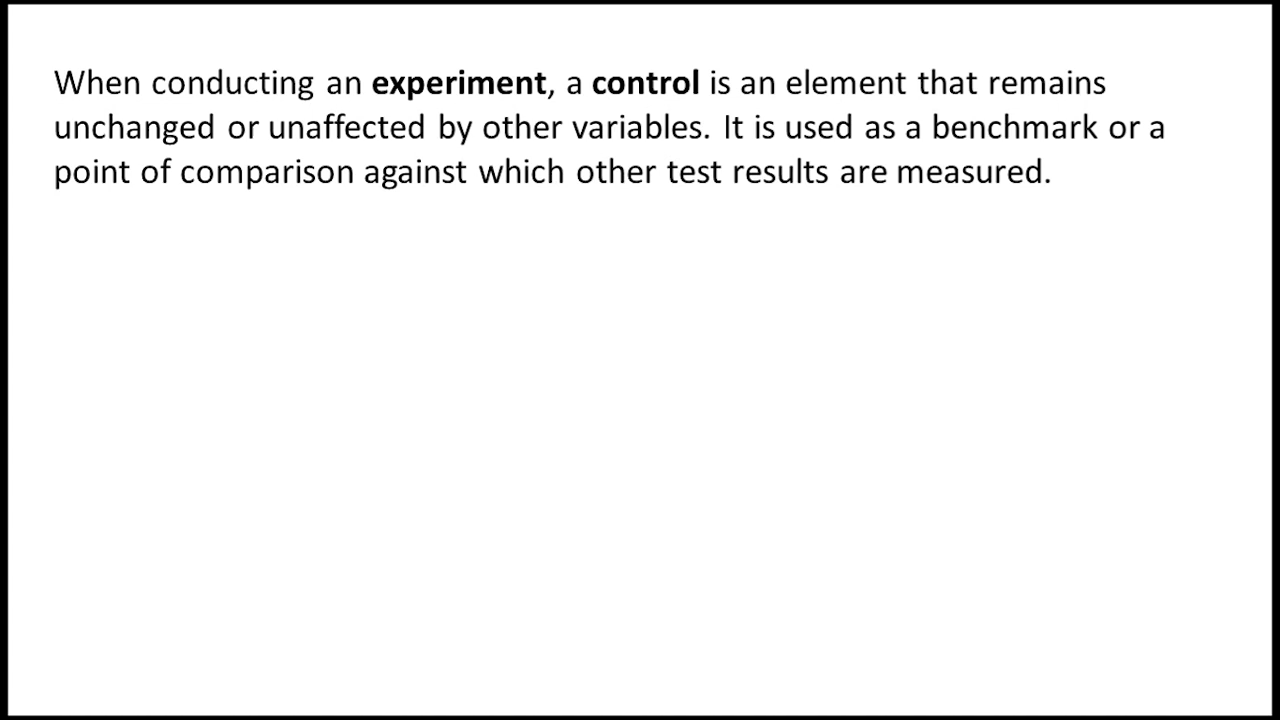 When conducting an experiment, a control is an element that remains
unchanged or unaffected by other variables. It is used as a benchmark or a
point of comparison against which other test results are measured.